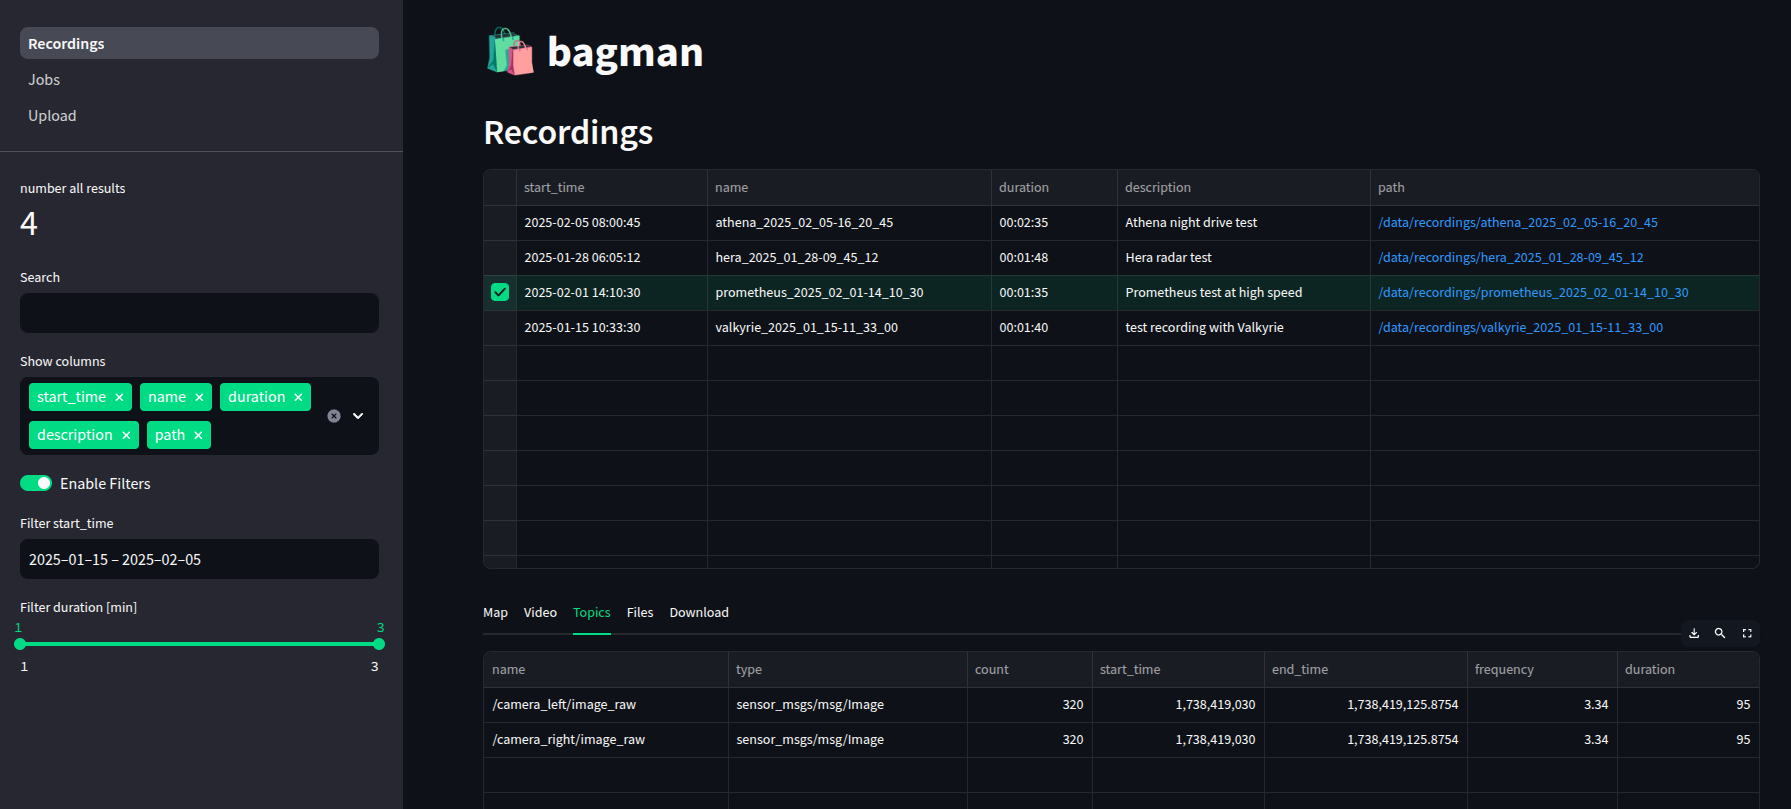 Recordings
Jobs
Upload
number all results
4
Search
Show columns
start_time name duration
description path
Enable Filters
Filter start_time
2025–01–15 – 2025–02–05
Filter duration [min]
1 3
1 3
bagman
Recordings
start_time name duration description path
2025-02-05 08:00:45 athena_2025_02_05-16_20_45 00:02:35 Athena night drive test /data/recordings/athena_2025_02_05-16_20_45
2025-01-28 06:05:12 hera_2025_01_28-09_45_12 00:01:48 Hera radar test /data/recordings/hera_2025_01_28-09_45_12
2025-02-01 14:10:30 prometheus_2025_02_01-14_10_30 00:01:35 Prometheus test at high speed /data/recordings/prometheus_2025_02_01-14_10_30
2025-01-15 10:33:30 valkyrie_2025_01_15-11_33_00 00:01:40 test recording with Valkyrie /data/recordings/valkyrie_2025_01_15-11_33_00
Map Video Topics Files Download
name type count start_time end_time frequency duration
/camera_left/image_raw sensor_msgs/msg/Image 320 1,738,419,030 1,738,419,125.8754 3.34 95
/camera_right/image_raw sensor_msgs/msg/Image 320 1,738,419,030 1,738,419,125.8754 3.34 95